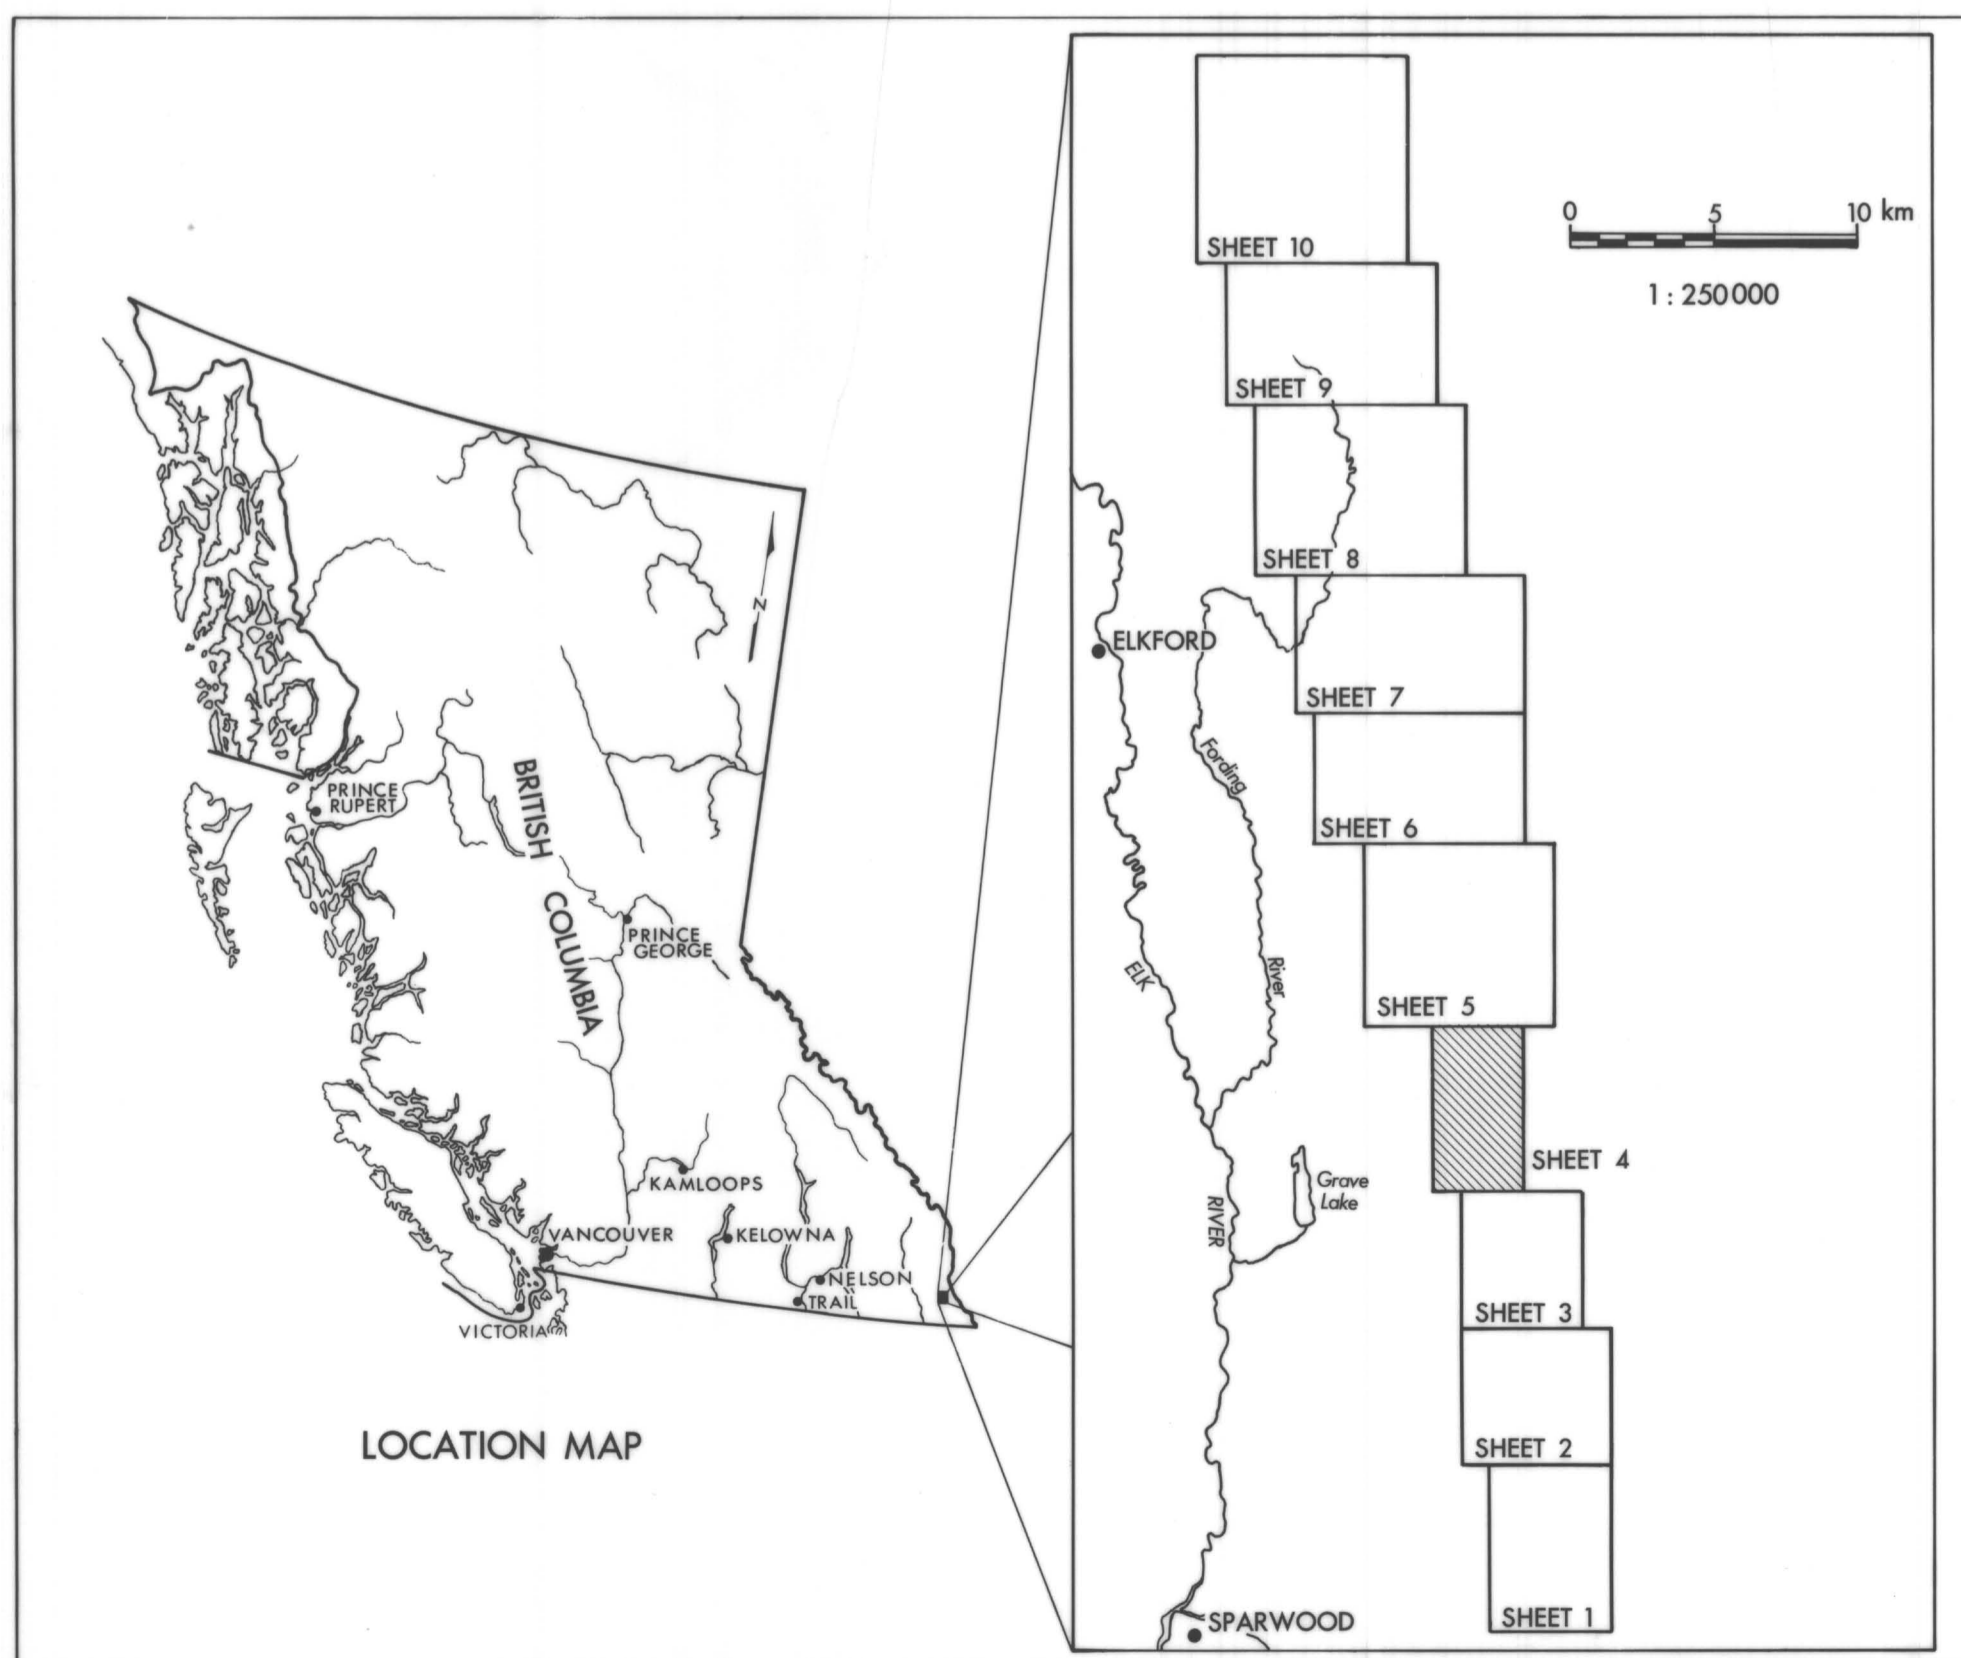 N
PRINCE
RUPERT
BRITISH
COLUMBIA
PRINCE
GEORGE
KAMLOOPS
VANCOUVER
KELOWNA
NELSON
TRAIL
VICTORIA
LOCATION MAP
0 5 10 km
1 : 250 000
SHEET 10
SHEET 9
SHEET 8
ELKFORD
SHEET 7
Fording
SHEET 6
ELK
River
SHEET 5
SHEET 4
Grave
Lake
RIVER
SHEET 3
SHEET 2
SHEET 1
SPARWOOD